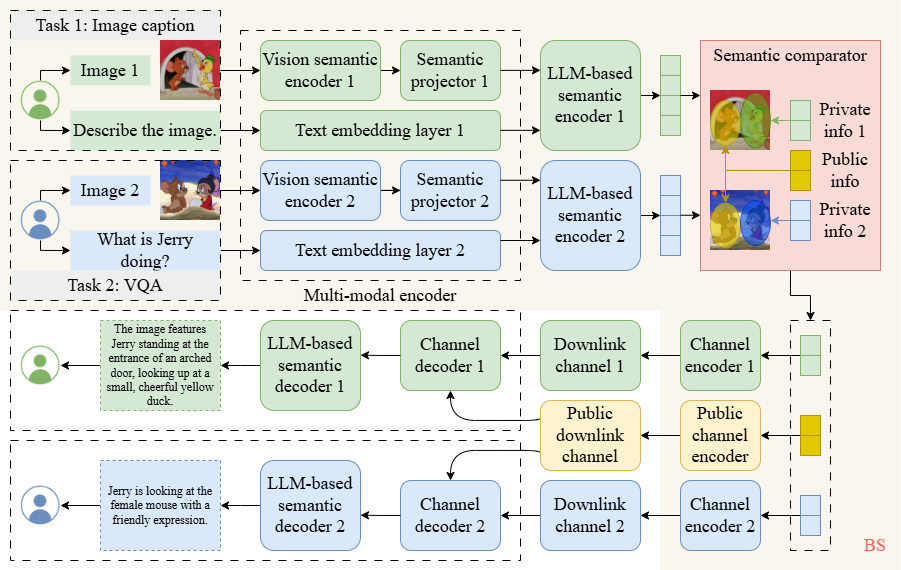 Task 1: Image caption
Image 1
Describe the image.
Vision semantic
encoder 1
Semantic
projector 1
Text embedding layer 1
LLM-based
semantic
encoder 1
Semantic comparator
Private
info 1
Public
info
Private
info 2
Image 2
What is Jerry
doing?
Task 2: VQA
Vision semantic
encoder 2
Semantic
projector 2
Text embedding layer 2
LLM-based
semantic
encoder 2
Multi-modal encoder
The image features
Jerry standing at the
entrance of an arched
door, looking up at a
small, cheerful yellow
duck.
LLM-based
semantic
decoder 1
Channel
decoder 1
Downlink
channel 1
Channel
encoder 1
Public
downlink
channel
Public
channel
encoder
Jerry is looking at the
female mouse with a
friendly expression.
LLM-based
semantic
decoder 2
Channel
decoder 2
Downlink
channel 2
Channel
encoder 2
BS